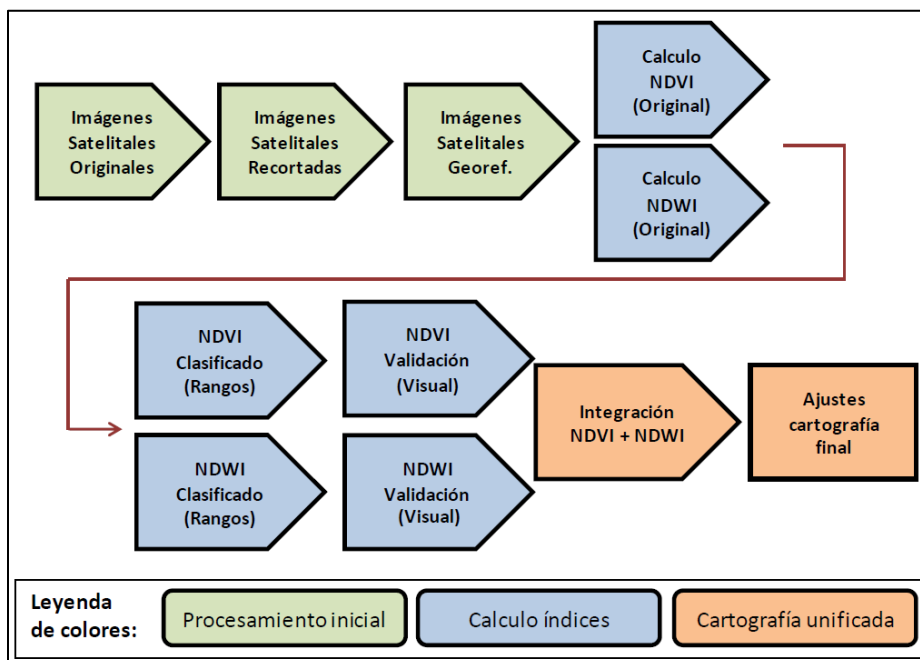 Imágenes
Satelitales
Originales
Imágenes
Satelitales
Recortadas
Imágenes
Satelitales
Georef.
Calculo
NDVI
(Original)
Calculo
NDWI
(Original)
NDVI
Clasificado
(Rangos)
NDVI
Validación
(Visual)
NDWI
Clasificado
(Rangos)
NDWI
Validación
(Visual)
Integración
NDVI + NDWI
Ajustes
cartografía
final
Leyenda
de colores:
Procesamiento inicial
Calculo índices
Cartografía unificada